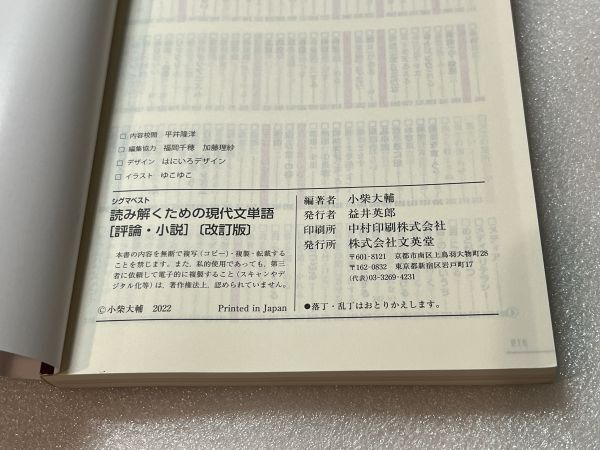 □ 内容校閲 平井隆洋
□ 編集協力 福岡千穂 加藤理紗
□ デザイン はにいろデザイン
□ イラスト ゆこゆこ
シグマベスト
読み解くための現代文単語
[評論・小説] [改訂版]
本書の内容を無断で複写(コピー)・複製・転載する
ことを禁じます。また、私的使用であっても、第三
者に依頼して電子的に複製すること(スキャンやデ
ジタル化等)は、著作権法上、認められていません。
©小柴大輔 2022 Printed in Japan
編著者 小柴大輔
発行者 益井英郎
印刷所 中村印刷株式会社
発行所 株式会社文英堂
〒601-8121 京都市南区上鳥羽大物町28
〒162-0832 東京都新宿区岩戸町17
(代表)03-3269-4231
●落丁・乱丁はおとりかえします。